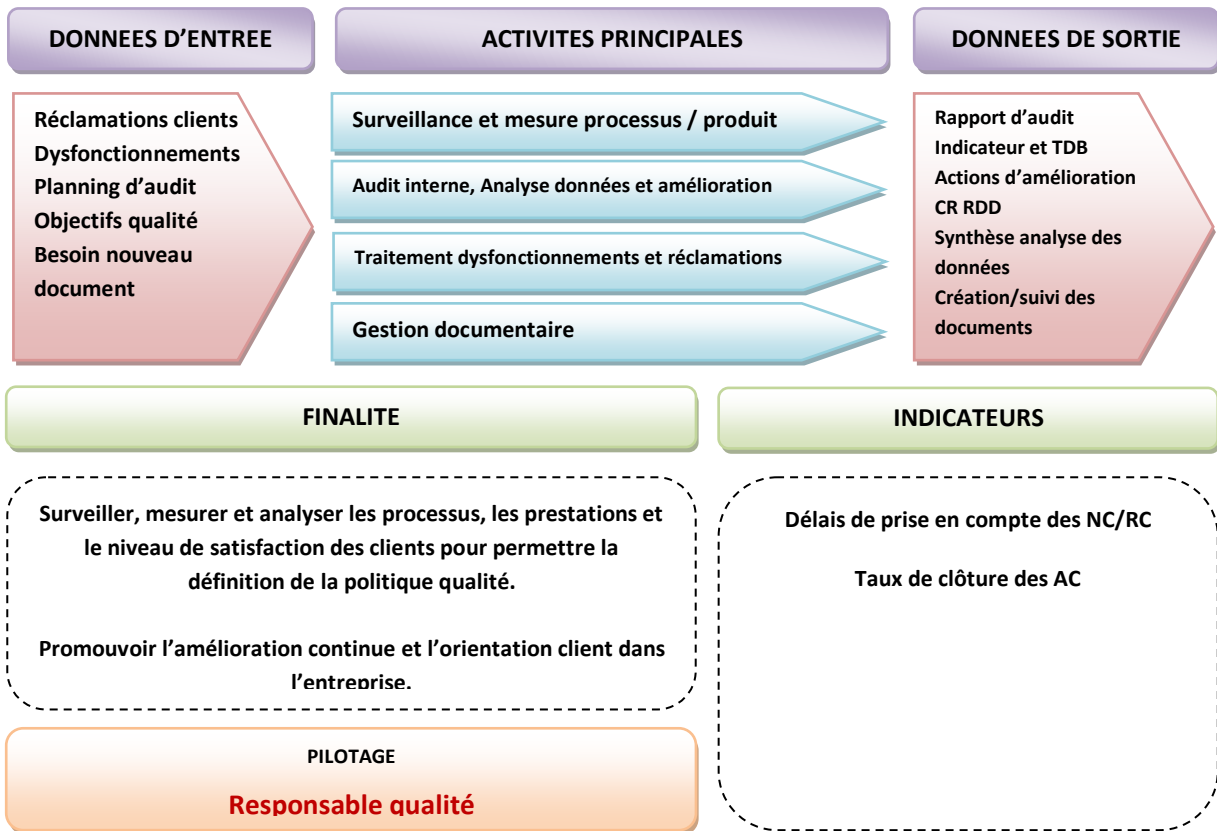 DONNEES D’ENTREE
ACTIVITES PRINCIPALES
DONNEES DE SORTIE
Réclamations clients
Dysfonctionnements
Planning d’audit
Objectifs qualité
Besoin nouveau
document
Surveillance et mesure processus / produit
Audit interne, Analyse données et amélioration
Traitement dysfonctionnements et réclamations
Gestion documentaire
Rapport d’audit
Indicateur et TDB
Actions d’amélioration
CR RDD
Synthèse analyse des
données
Création/suivi des
documents
FINALITE
Surveiller, mesurer et analyser les processus, les prestations et
le niveau de satisfaction des clients pour permettre la
définition de la politique qualité.
Promouvoir l’amélioration continue et l’orientation client dans
l’entreprise.
INDICATEURS
Délais de prise en compte des NC/RC
Taux de clôture des AC
PILOTAGE
Responsable qualité